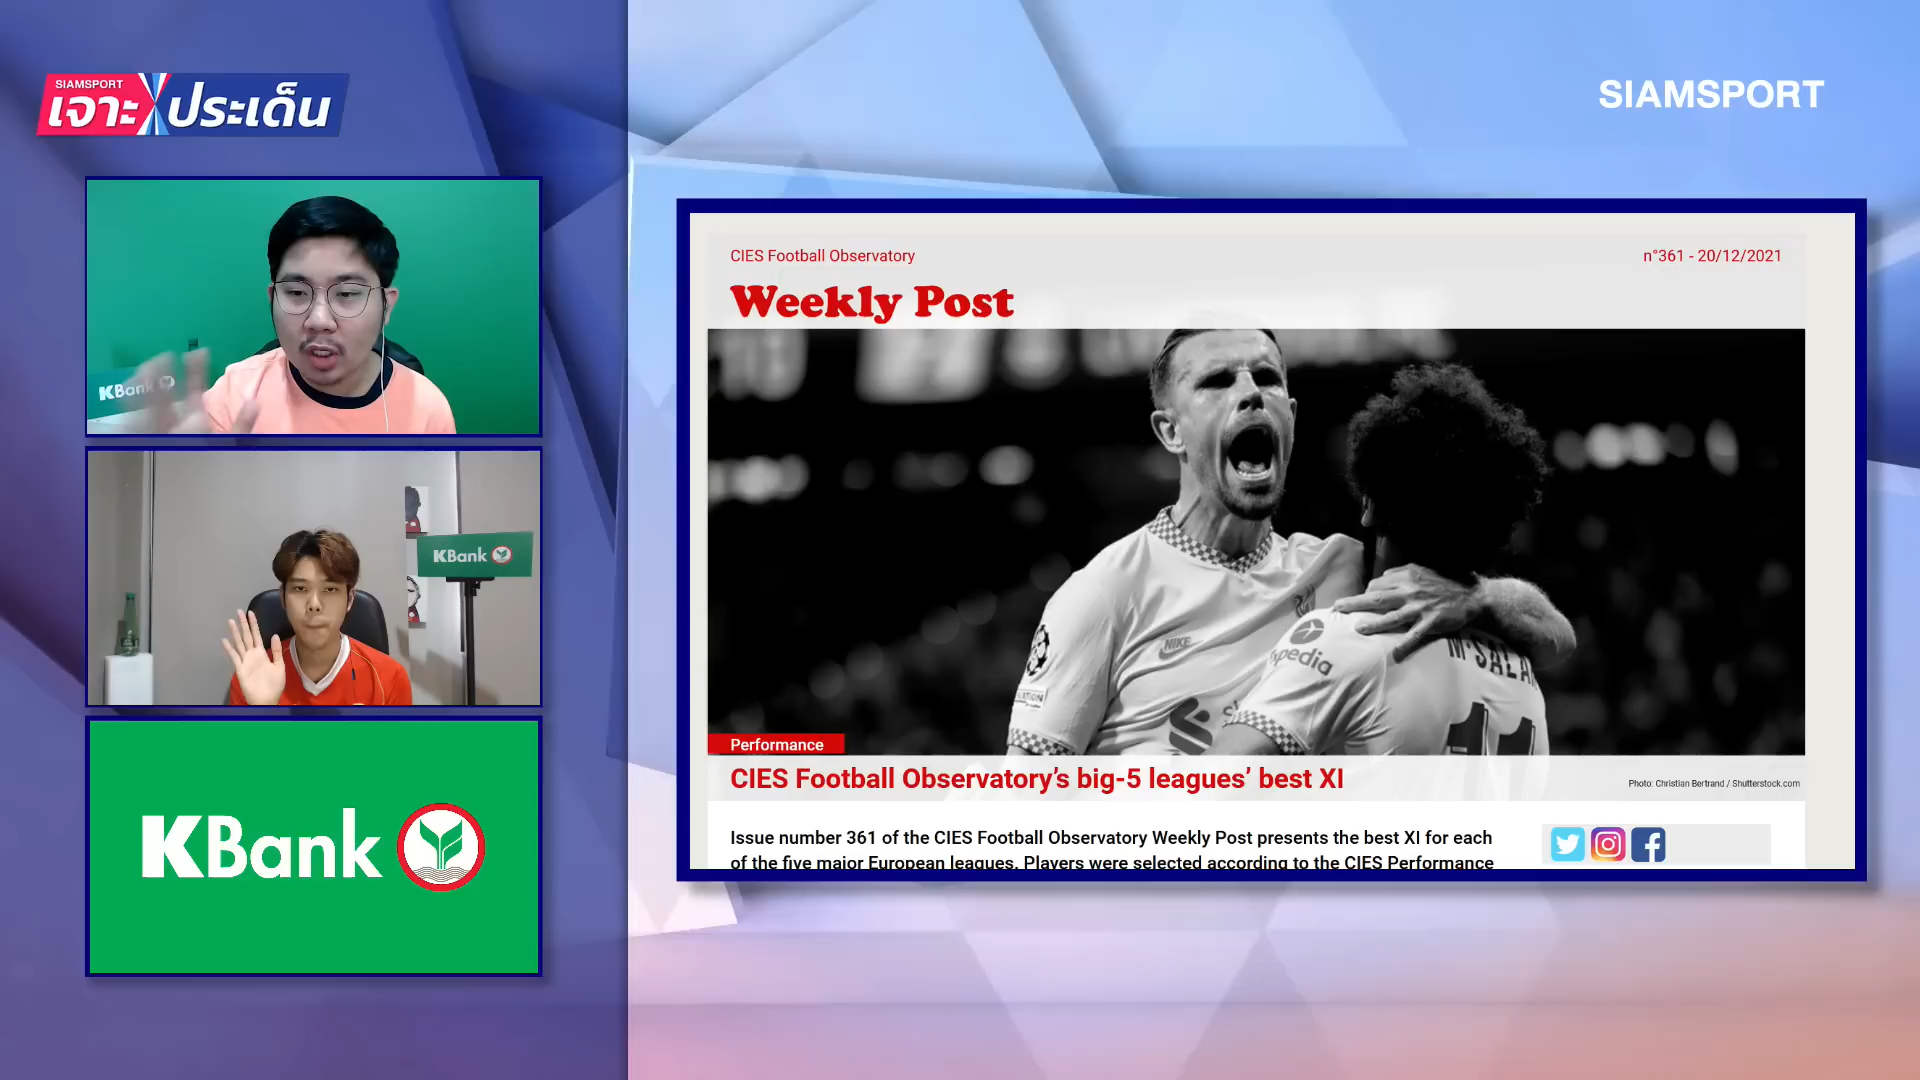 SIAMSPORT
เจาะ ประเด็น
SIAMSPORT
KBank
KBank
KBank
CIES Football Observatory
n°361 - 20/12/2021
Weekly Post
NIKE
M. SALAH
11
Performance
CIES Football Observatory's big-5 leagues' best XI
Photo: Christian Bertrand / Shutterstock.com
Issue number 361 of the CIES Football Observatory Weekly Post presents the best XI for each
of the five major European leagues. Players were selected according to the CIES Performance